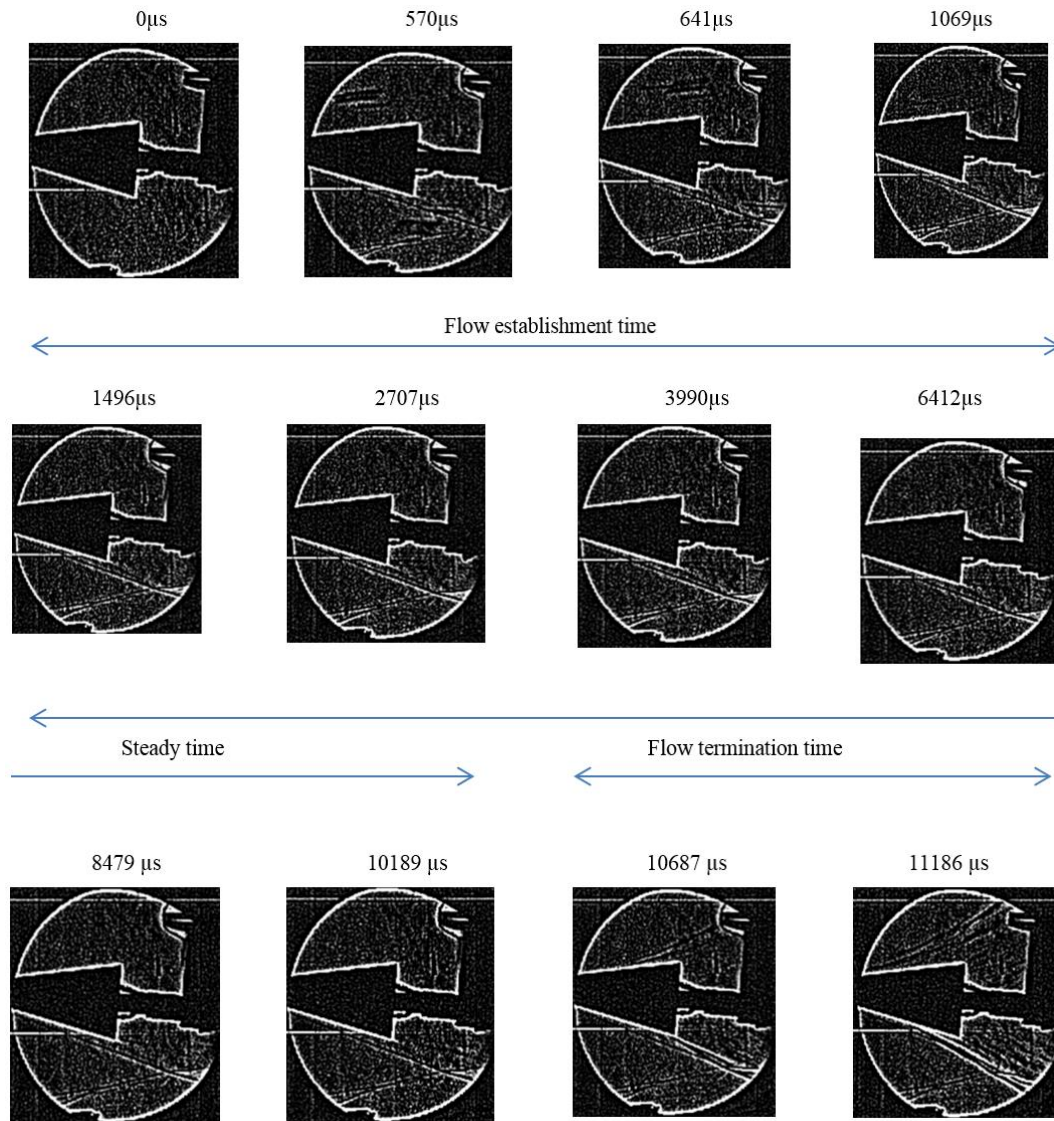 0µs 570µs 641µs 1069µs
Flow establishment time
1496µs 2707µs 3990µs 6412µs
Steady time Flow termination time
8479 µs 10189 µs 10687 µs 11186 µs